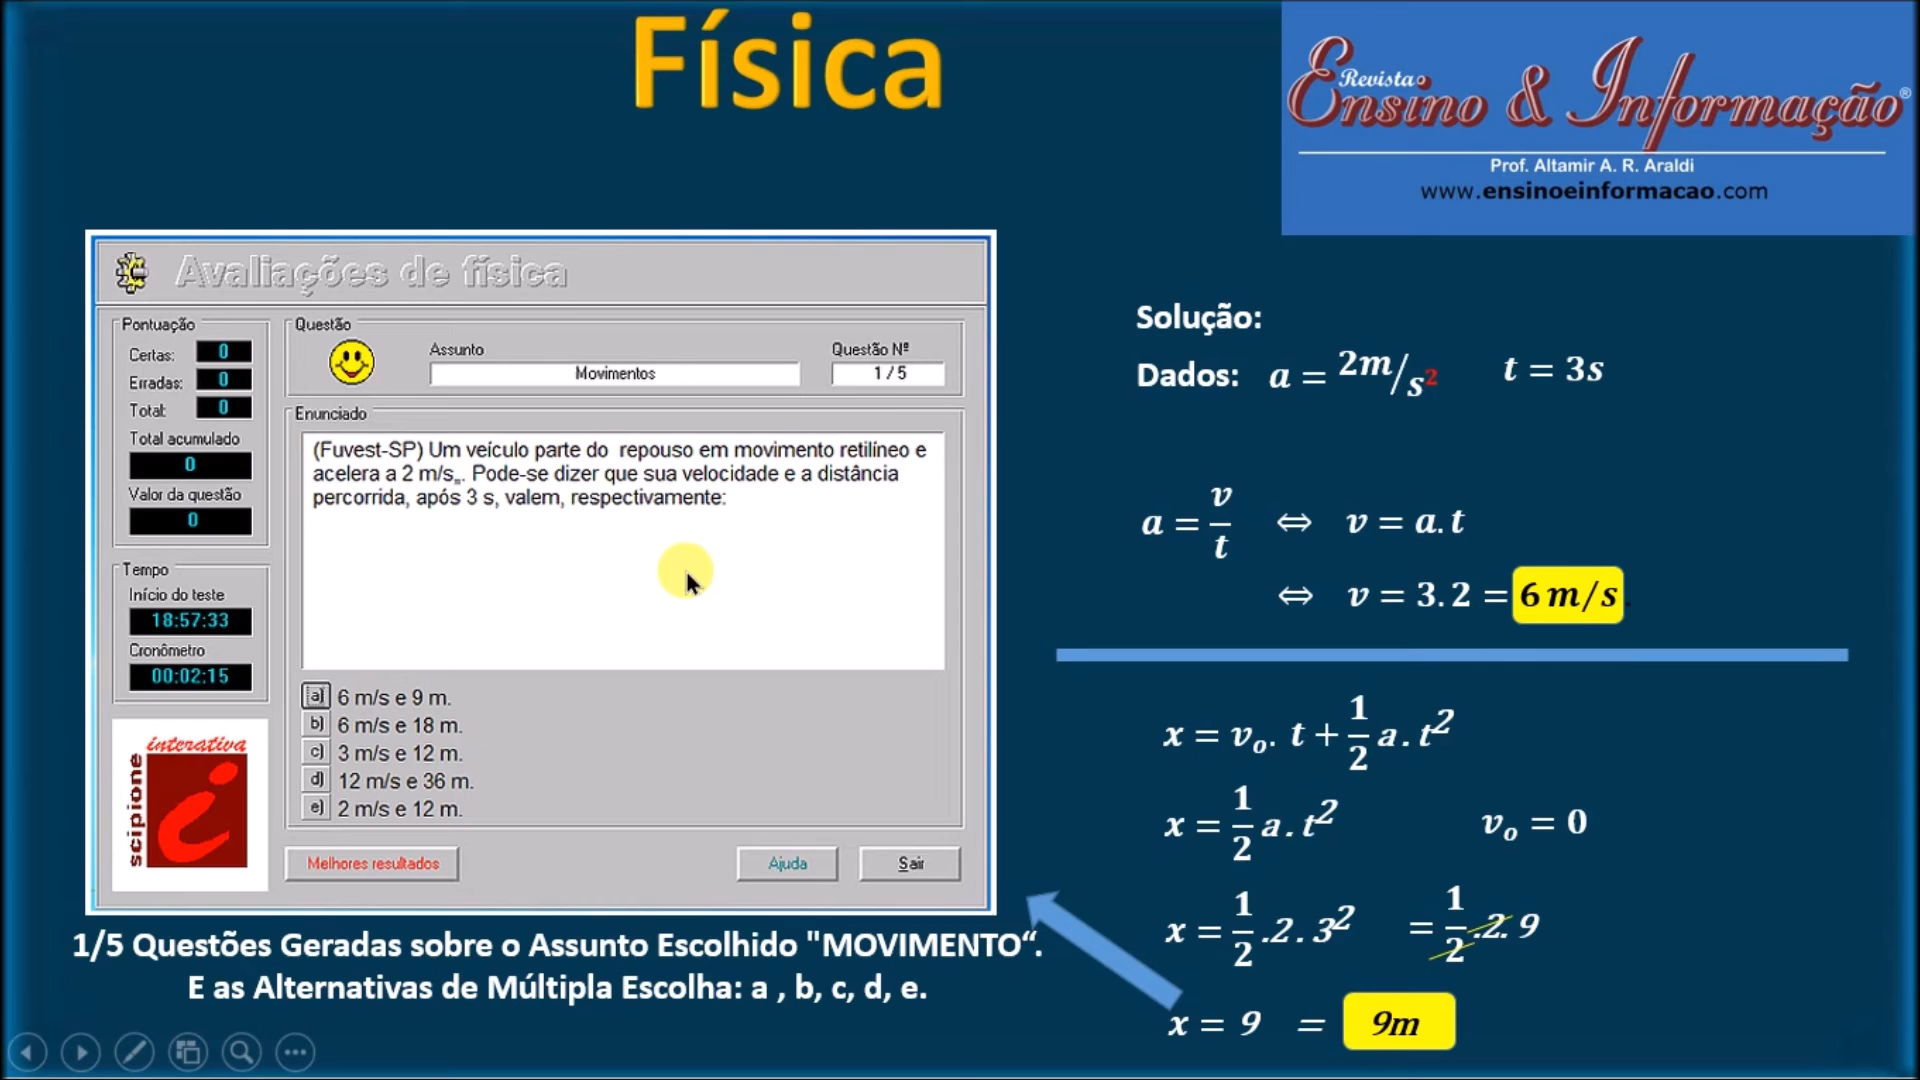 Física
Revista
Ensino & Informação®
Prof. Altamir A. R. Araldi
www.ensinoeinformacao.com
Avaliações de física
Pontuação
Certas: 0
Erradas: 0
Total: 0
Total acumulado
0
Valor da questão
0
Tempo
Início do teste
18:57:33
Cronômetro
00:02:15
interativa
scipione
Questão
Assunto
Movimentos
Questão Nº
1 / 5
Enunciado
(Fuvest-SP) Um veículo parte do repouso em movimento retilíneo e
acelera a 2 m/s . Pode-se dizer que sua velocidade e a distância
percorrida, após 3 s, valem, respectivamente:
a) 6 m/s e 9 m.
b) 6 m/s e 18 m.
c) 3 m/s e 12 m.
d) 12 m/s e 36 m.
e) 2 m/s e 12 m.
Melhores resultados
Ajuda
Sair
1/5 Questões Geradas sobre o Assunto Escolhido "MOVIMENTO“.
E as Alternativas de Múltipla Escolha: a , b, c, d, e.
Solução:
Dados: a = 2m/s² t = 3s
a = v/t ⇔ v = a.t
⇔ v = 3.2 = 6 m/s.
x = vₒ. t + 1/2 a.t²
x = 1/2 a.t² vₒ = 0
x = 1/2 .2.3² = 1/2 .2.9
x = 9 = 9m